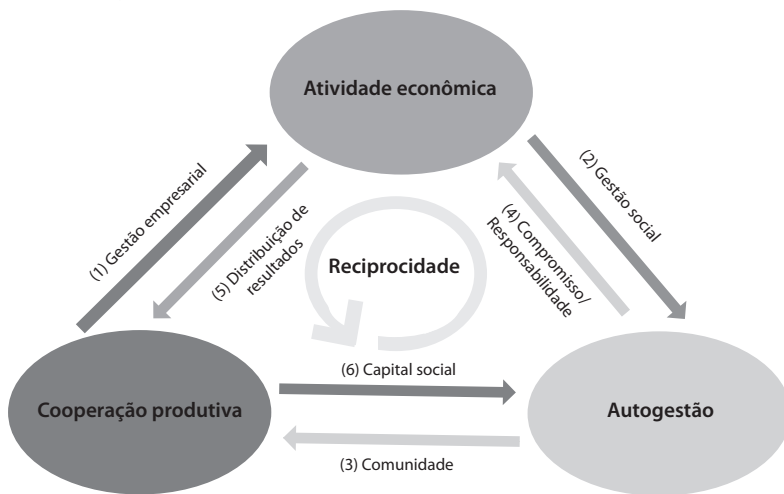 Atividade econômica
(1) Gestão empresarial
(5) Distribuição de
resultados
Reciprocidade
(4) Compromisso/
Responsabilidade
(2) Gestão social
Cooperação produtiva
(6) Capital social
(3) Comunidade
Autogestão